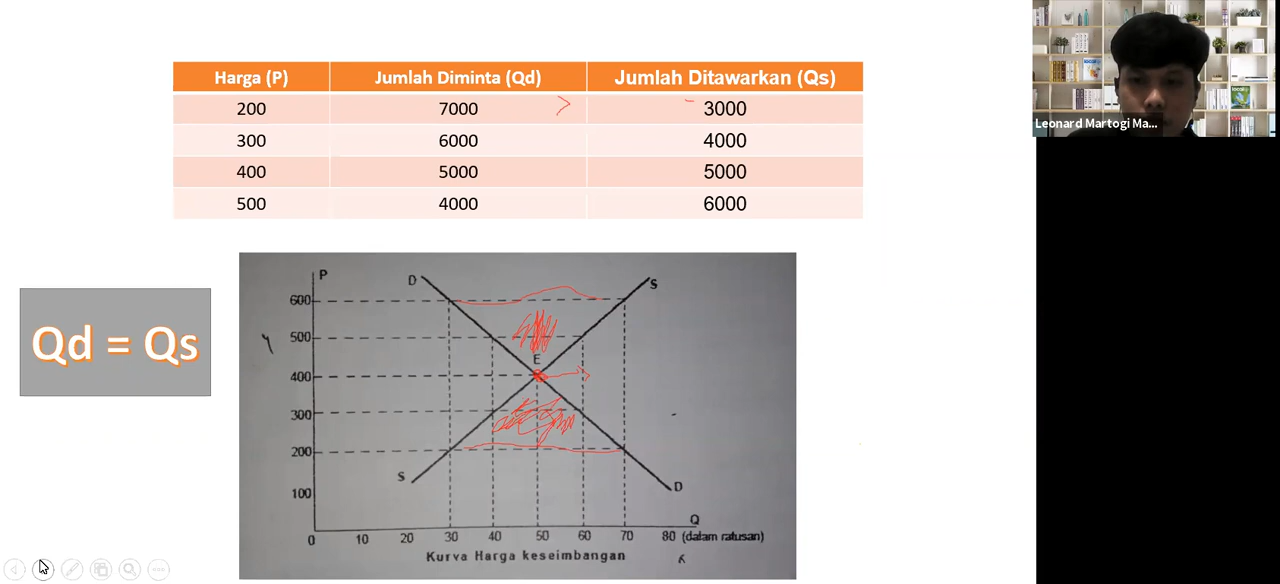 Harga (P) Jumlah Diminta (Qd) Jumlah Ditawarkan (Qs)
200 7000 > 3000
300 6000 4000
400 5000 5000
500 4000 6000
Leonard Martogi Ma...
Qd = Qs
P
D S
600
500
E
400
300
200
S D
100
Q
0 10 20 30 40 50 60 70 80 (dalam ratusan)
Kurva Harga keseimbangan